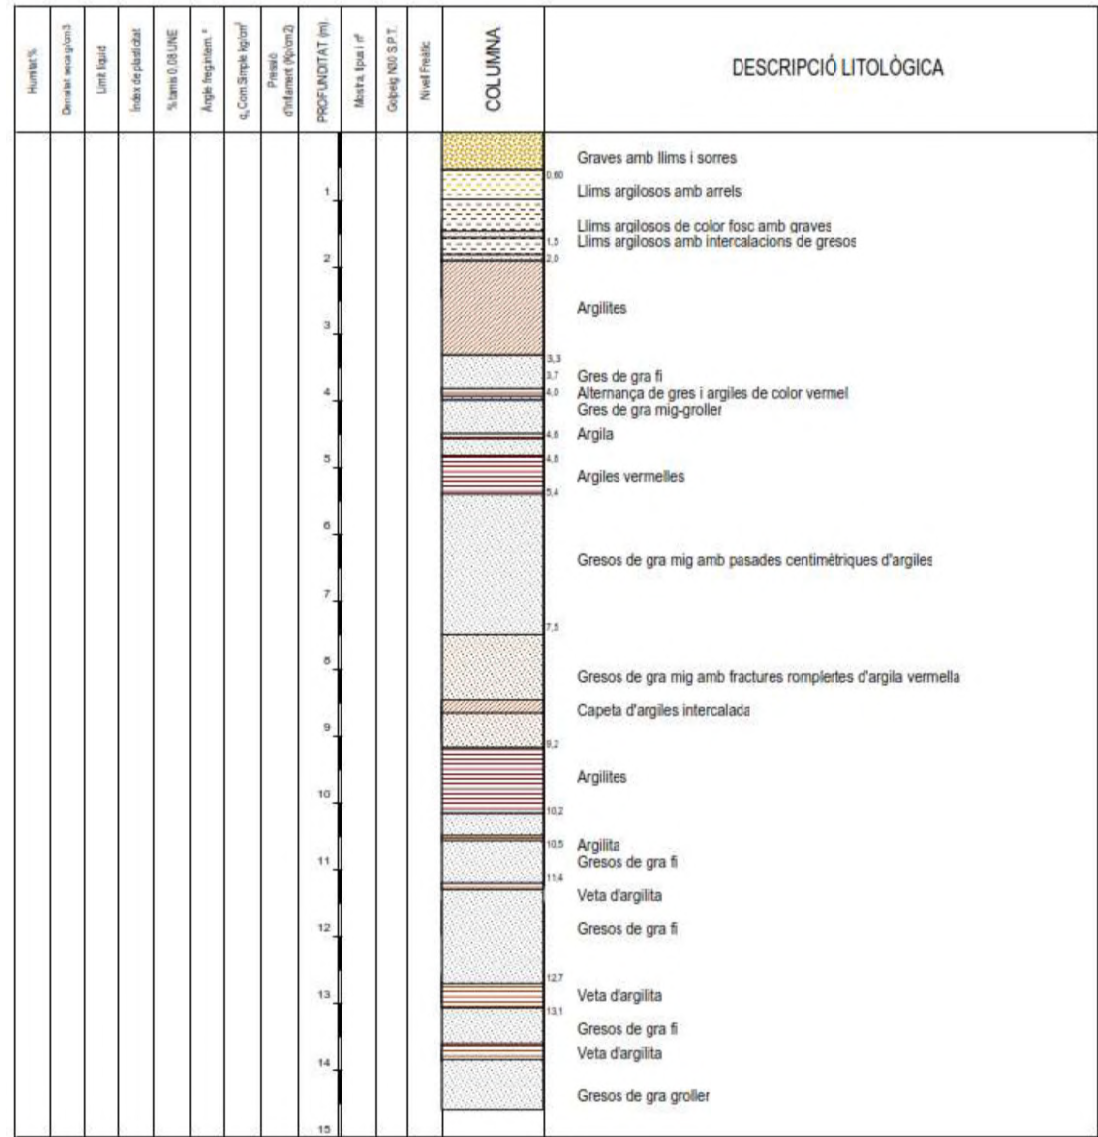 Humitat %
Densitat seca g/cm3
Límit líquid
Índex de plasticitat
% tamis 0,08 UNE
Angle freg.intern. º
qᵤ Com.Simple kg/cm²
Pressió
d'inflament (Kp/cm2)
PROFUNDITAT (m).
Mostra, tipus i nº
Golpeig N30 S.P.T.
Nivell Freàtic
COLUMNA
DESCRIPCIÓ LITOLÒGICA
Graves amb llims i sorres
0,60
1
Llims argilosos amb arrels
Llims argilosos de color fosc amb graves
1,5
Llims argilosos amb intercalacions de gresos
2
2,0
Argilites
3
3,3
3,7
Gres de gra fi
4
4,0
Alternança de gres i argiles de color vermel
Gres de gra mig-groller
4,6
Argila
5
4,8
Argiles vermelles
5,4
6
Gresos de gra mig amb pasades centimètriques d'argiles
7
7,5
8
Gresos de gra mig amb fractures romplertes d'argila vermella
Capeta d'argiles intercalada
9
9,2
Argilites
10
10,2
10,5
Argilita
Gresos de gra fi
11
11,4
Veta d'argilita
12
Gresos de gra fi
12,7
13
Veta d'argilita
13,1
Gresos de gra fi
Veta d'argilita
14
Gresos de gra groller
15